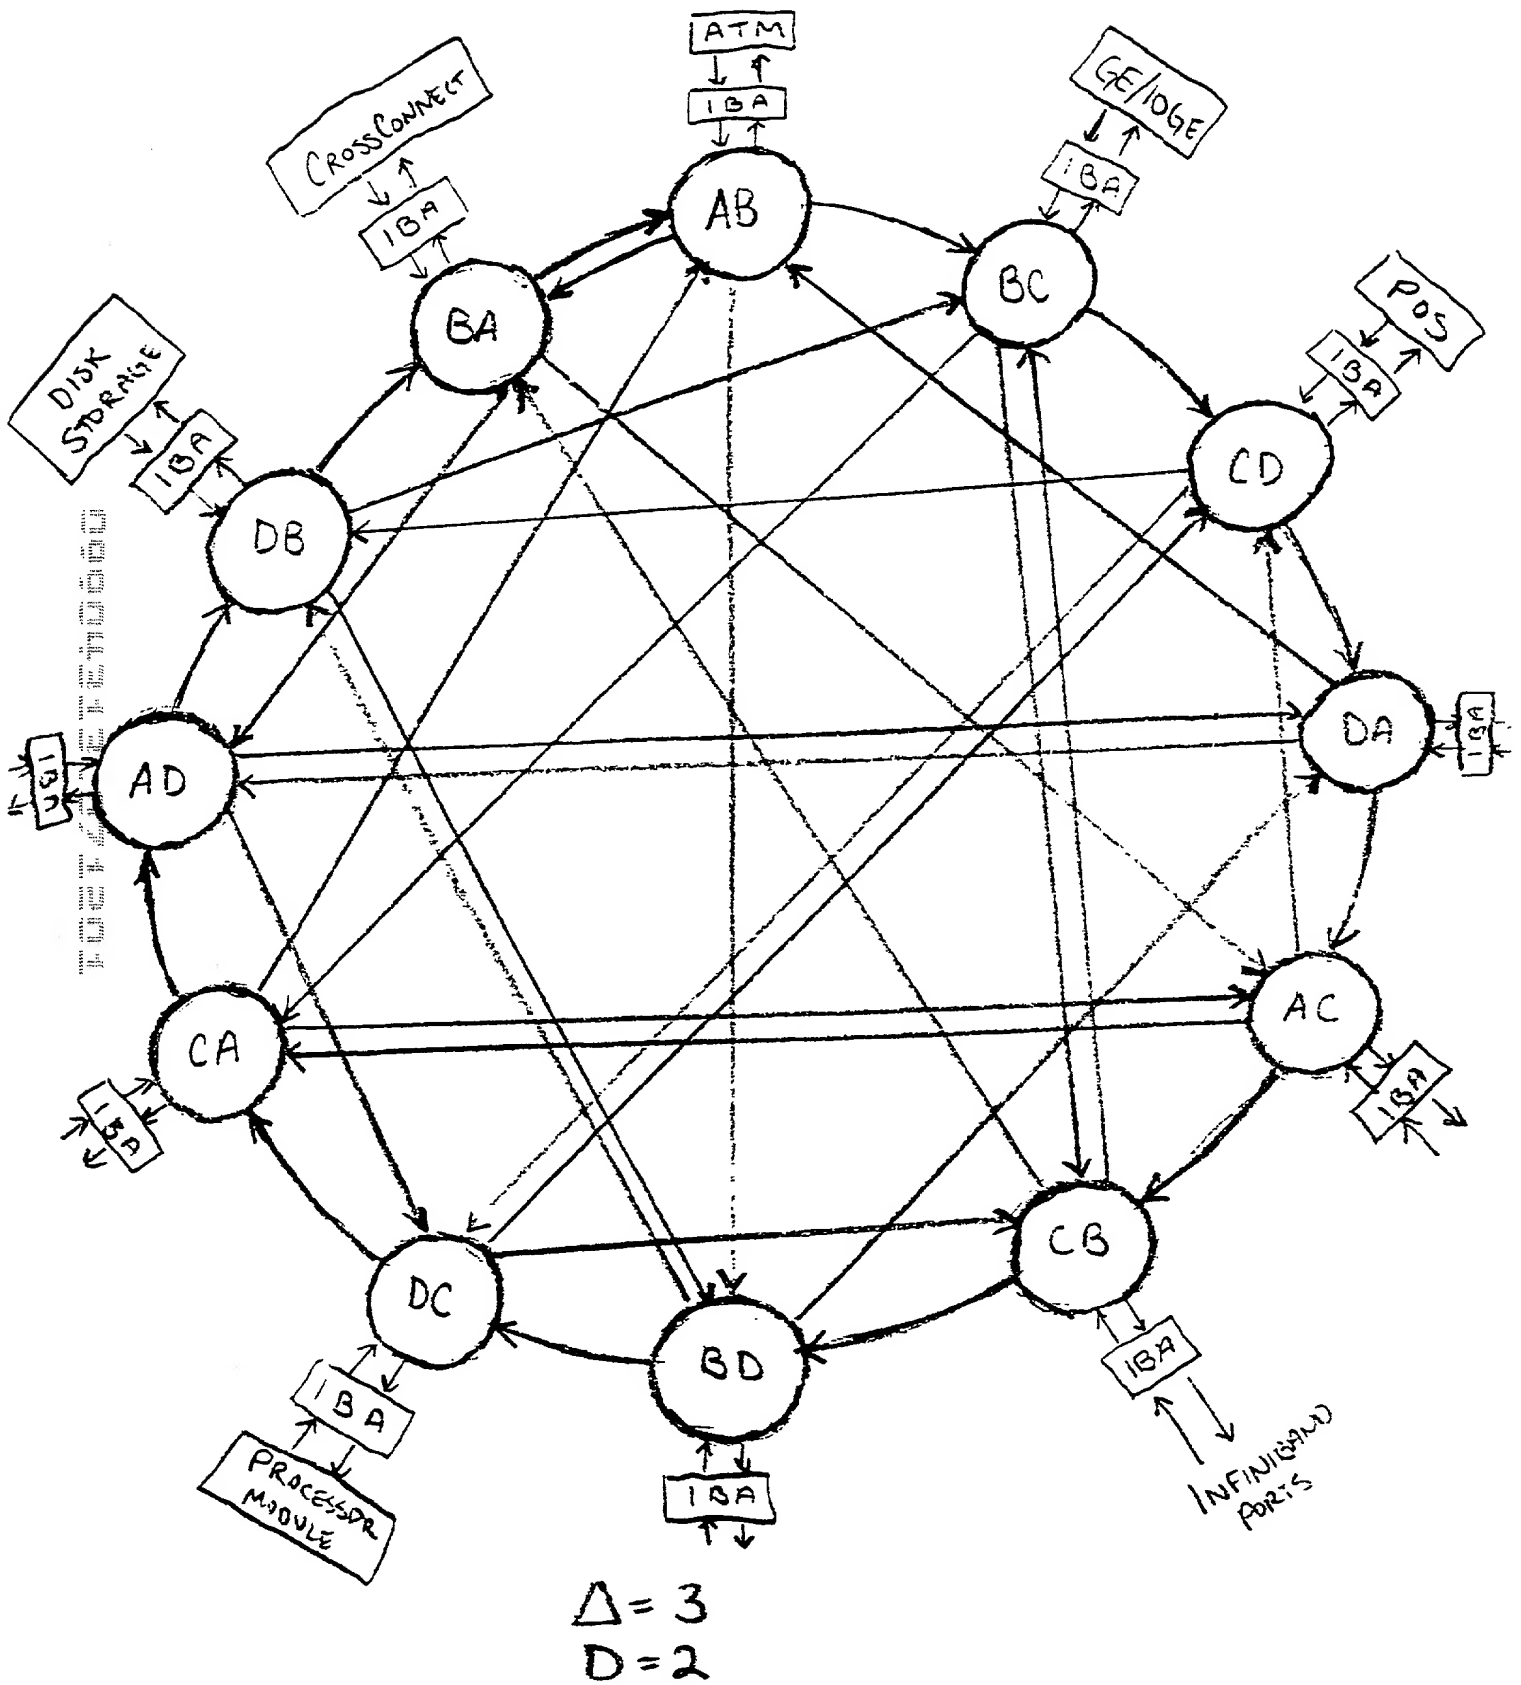 ATM
IBA
GE/10GE
IBA
CROSSCONNECT
IBA
AB
BC
BA
POS
IBA
DISK
STORAGE
IBA
CD
DB
DA
IBA
AD
IBA
AC
IBA
CA
IBA
CB
IBA
INFINIBAND
PORTS
DC
IBA
PROCESSOR
MODULE
BD
IBA
Δ = 3
D = 2